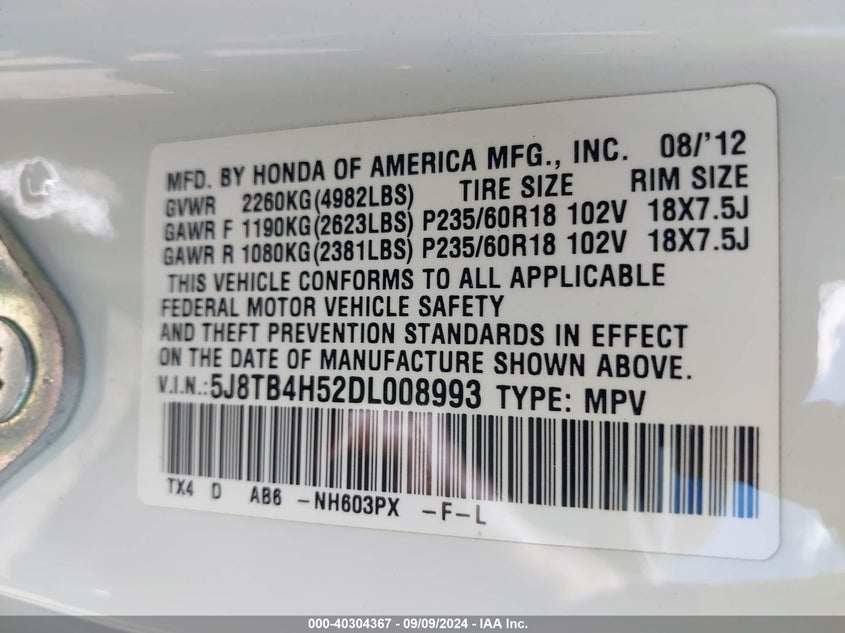 MFD. BY HONDA OF AMERICA MFG., INC. 08/'12
GVWR 2260KG(4982LBS) TIRE SIZE RIM SIZE
GAWR F 1190KG(2623LBS) P235/60R18 102V 18X7.5J
GAWR R 1080KG(2381LBS) P235/60R18 102V 18X7.5J
THIS VEHICLE CONFORMS TO ALL APPLICABLE
FEDERAL MOTOR VEHICLE SAFETY
AND THEFT PREVENTION STANDARDS IN EFFECT
ON THE DATE OF MANUFACTURE SHOWN ABOVE.
V.I.N.:5J8TB4H52DL008993 TYPE: MPV
TX4 D AB6 -NH603PX -F-L
000-40304367 - 09/09/2024 - IAA Inc.